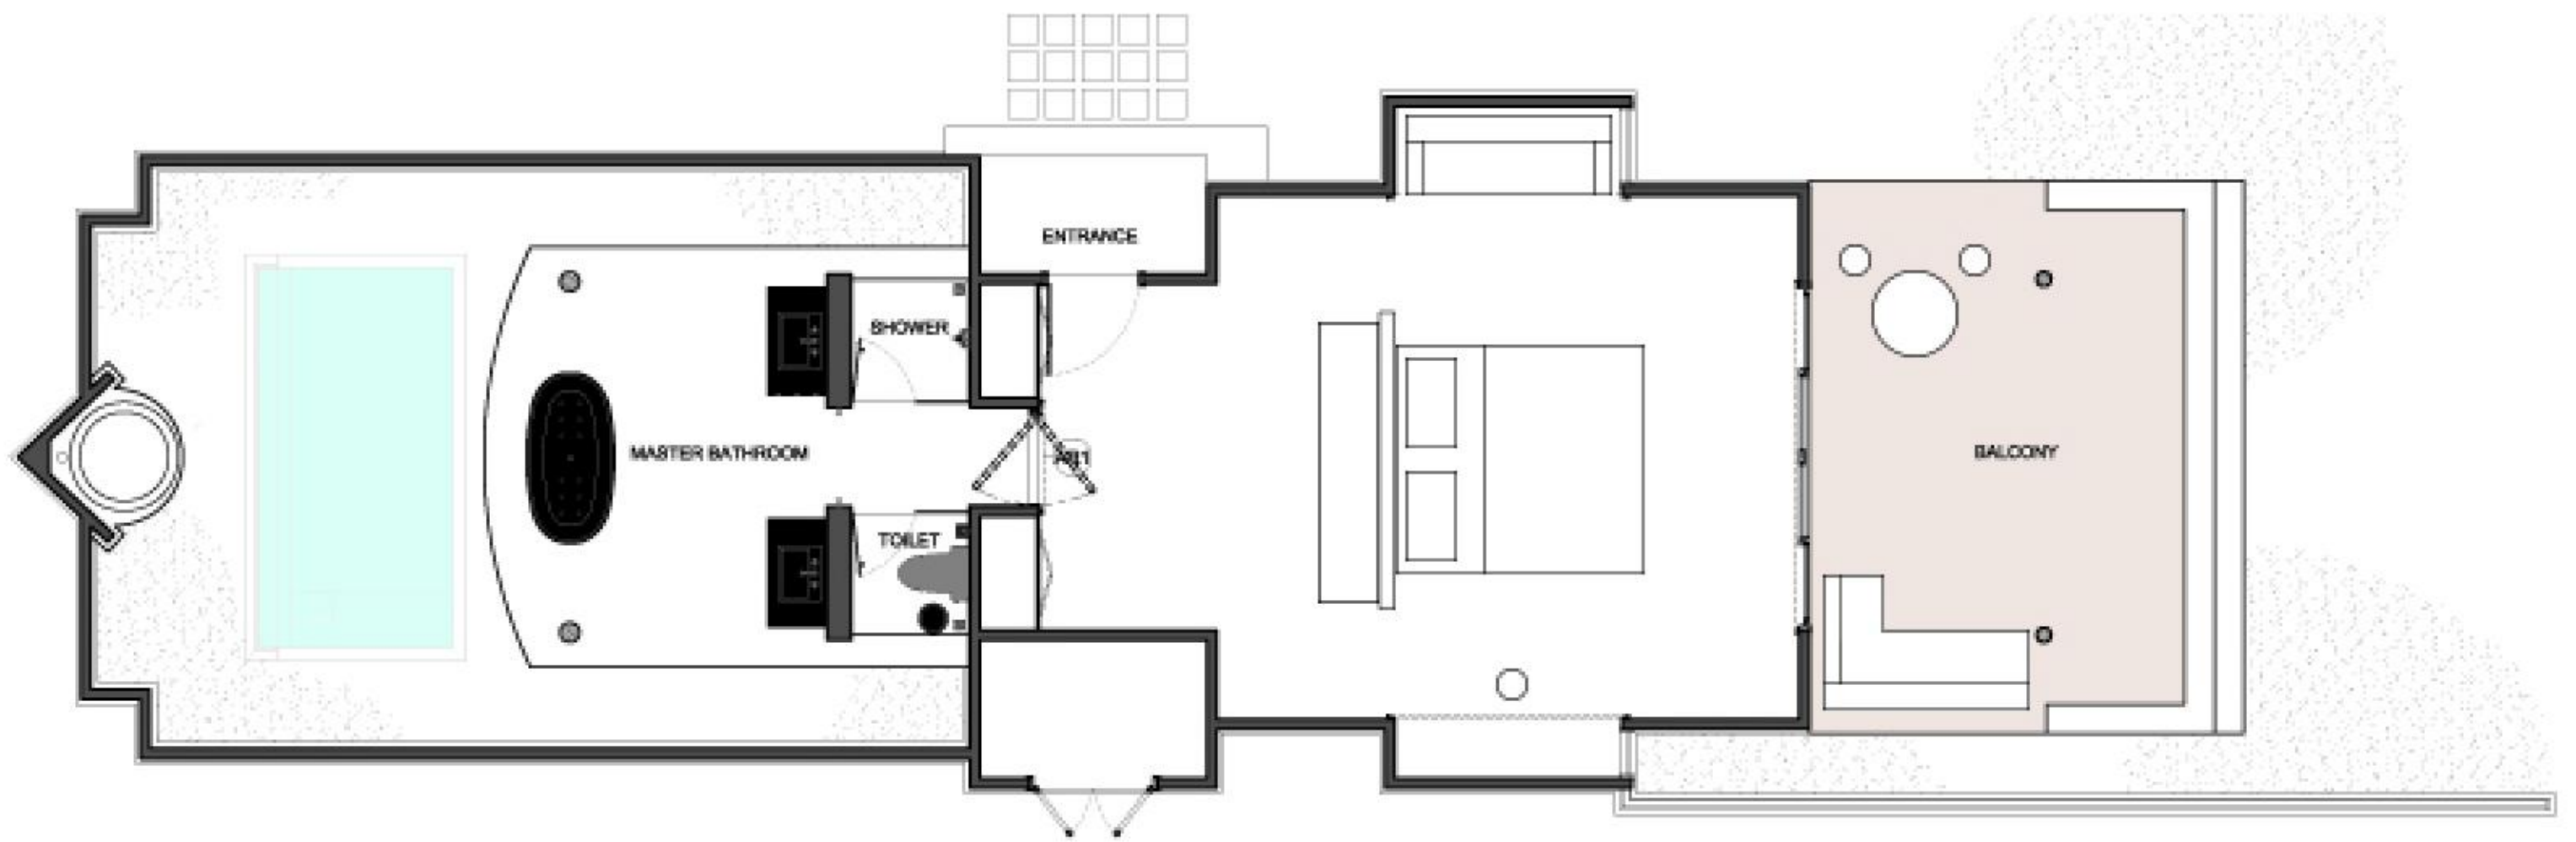 ENTRANCE
SHOWER
MASTER BATHROOM
BALCONY
TOILET